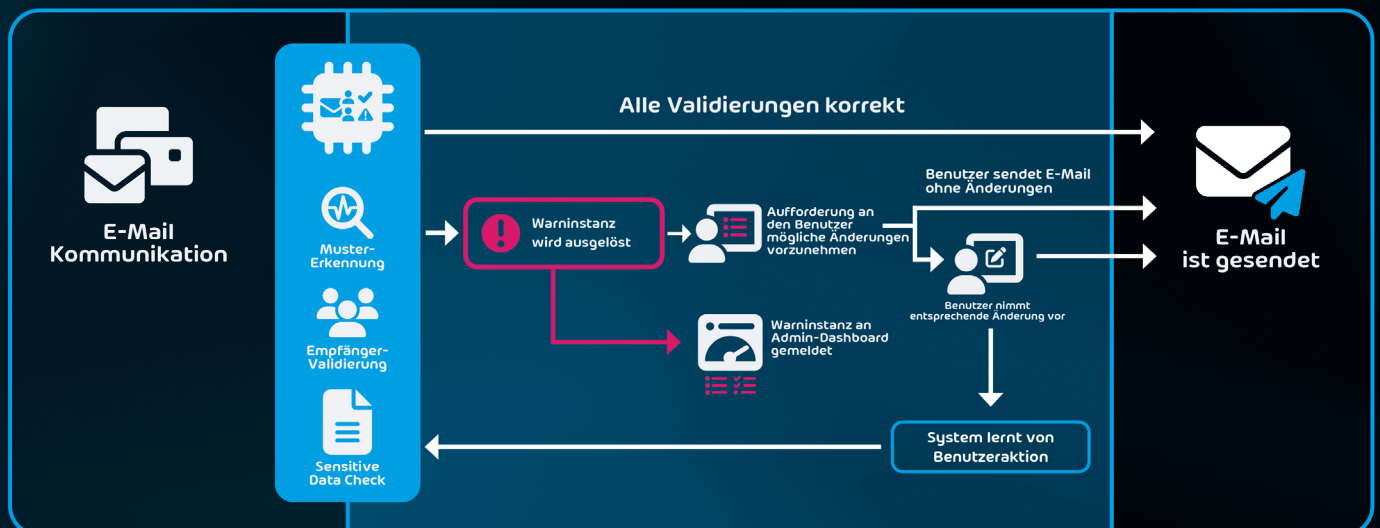 E-Mail
Kommunikation
Muster-
Erkennung
Empfänger-
Validierung
Sensitive
Data Check
Alle Validierungen korrekt
Warninstanz
wird ausgelöst
Aufforderung an
den Benutzer
mögliche Änderungen
vorzunehmen
Warninstanz an
Admin-Dashboard
gemeldet
Benutzer sendet E-Mail
ohne Änderungen
Benutzer nimmt
entsprechende Änderung vor
System lernt von
Benutzeraktion
E-Mail
ist gesendet